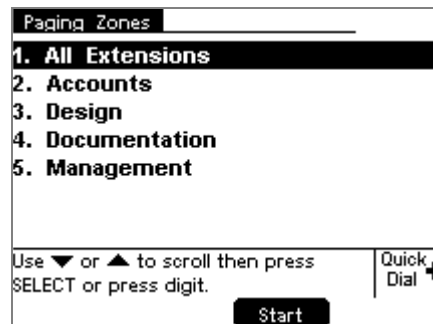 Paging Zones
1. All Extensions
2. Accounts
3. Design
4. Documentation
5. Management
Use ▼ or ▲ to scroll then press
SELECT or press digit.
Quick
Dial
Start